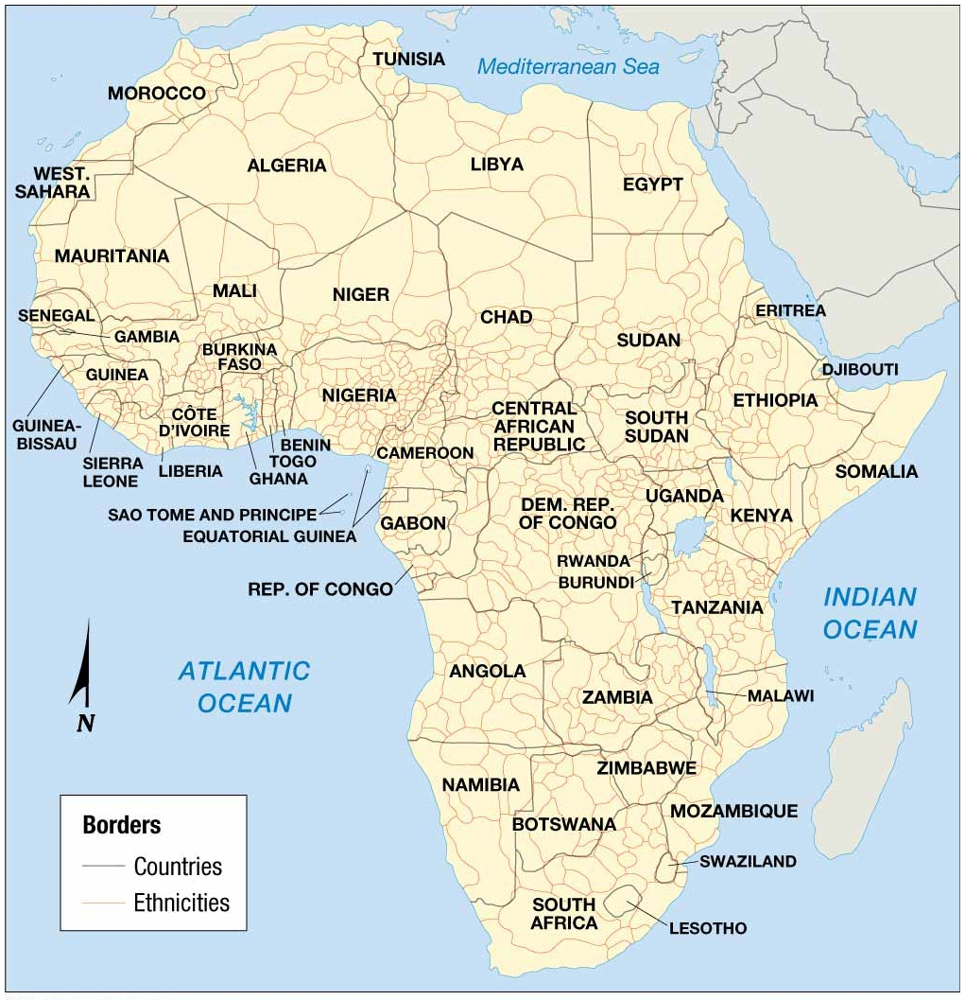 TUNISIA
Mediterranean Sea
MOROCCO
ALGERIA
LIBYA
EGYPT
WEST.
SAHARA
MAURITANIA
MALI
NIGER
CHAD
SUDAN
ERITREA
SENEGAL
GAMBIA
BURKINA
FASO
GUINEA
NIGERIA
DJIBOUTI
ETHIOPIA
CÔTE
D'IVOIRE
CENTRAL
AFRICAN
REPUBLIC
SOUTH
SUDAN
GUINEA-
BISSAU
SIERRA
LEONE
LIBERIA
BENIN
TOGO
GHANA
CAMEROON
SOMALIA
SAO TOME AND PRINCIPE
EQUATORIAL GUINEA
GABON
DEM. REP.
OF CONGO
UGANDA
KENYA
RWANDA
BURUNDI
REP. OF CONGO
TANZANIA
INDIAN
OCEAN
ATLANTIC
OCEAN
N
ANGOLA
ZAMBIA
MALAWI
NAMIBIA
ZIMBABWE
BOTSWANA
MOZAMBIQUE
SWAZILAND
SOUTH
AFRICA
LESOTHO
Borders
Countries
Ethnicities